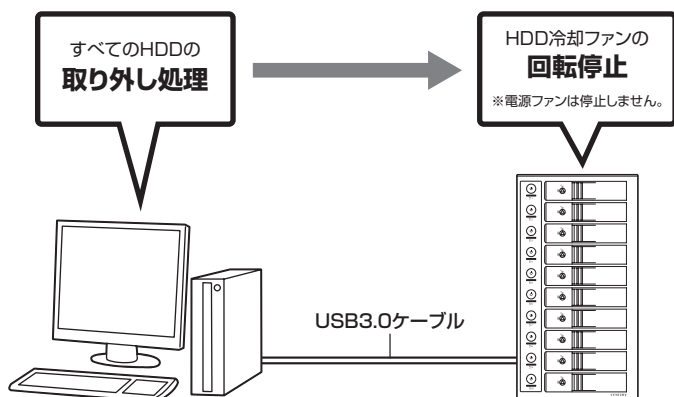 すべてのHDDの
取り外し処理
HDD冷却ファンの
回転停止
※電源ファンは停止しません。
USB3.0ケーブル